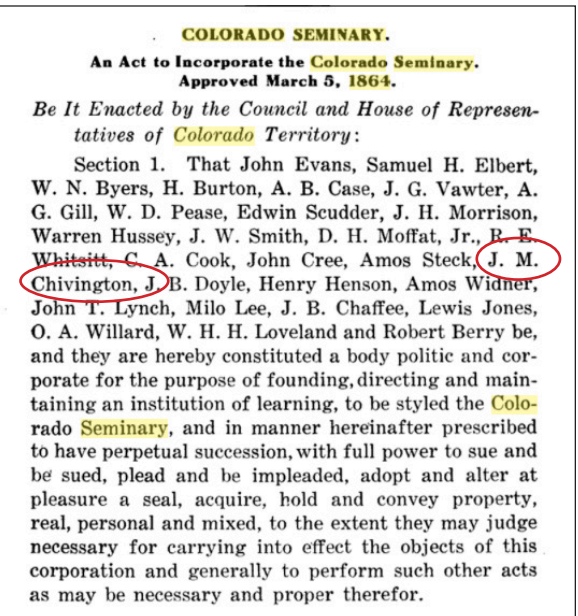 COLORADO SEMINARY.
An Act to Incorporate the Colorado Seminary.
Approved March 5, 1864.
Be It Enacted by the Council and House of Represen-
tatives of Colorado Territory:
Section 1. That John Evans, Samuel H. Elbert,
W. N. Byers, H. Burton, A. B. Case, J. G. Vawter, A.
G. Gill, W. D. Pease, Edwin Scudder, J. H. Morrison,
Warren Hussey, J. W. Smith, D. H. Moffat, Jr., R. E.
Whitsitt, C. A. Cook, John Cree, Amos Steck, J. M.
Chivington, J. B. Doyle, Henry Henson, Amos Widner,
John T. Lynch, Milo Lee, J. B. Chaffee, Lewis Jones,
O. A. Willard, W. H. H. Loveland and Robert Berry be,
and they are hereby constituted a body politic and cor-
porate for the purpose of founding, directing and main-
taining an institution of learning, to be styled the Colo-
rado Seminary, and in manner hereinafter prescribed
to have perpetual succession, with full power to sue and
be sued, plead and be impleaded, adopt and alter at
pleasure a seal, acquire, hold and convey property,
real, personal and mixed, to the extent they may judge
necessary for carrying into effect the objects of this
corporation and generally to perform such other acts
as may be necessary and proper therefor.